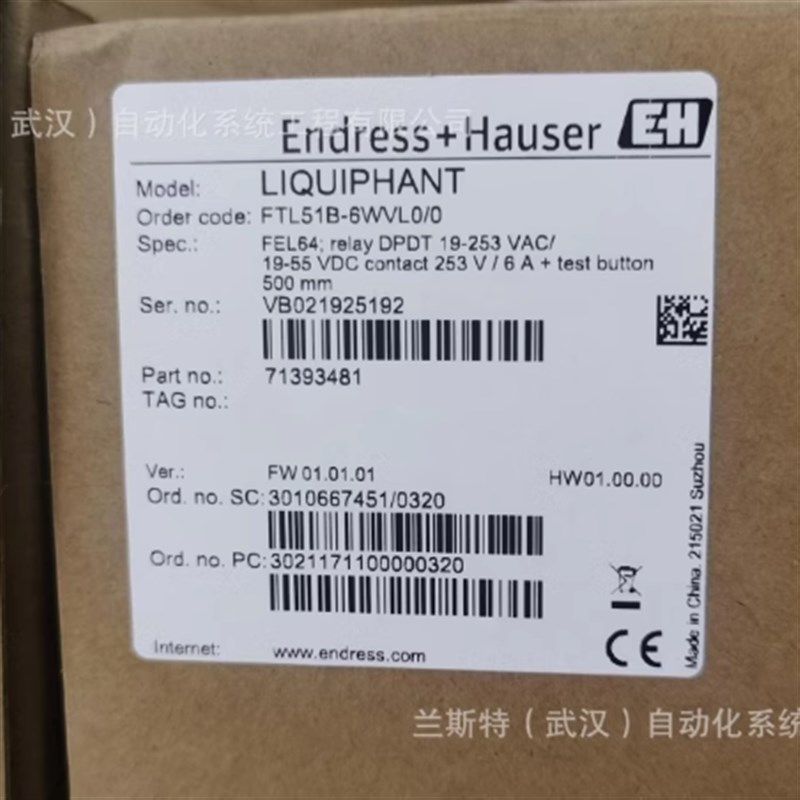 武汉）自动化系统工程有限公司
Endress+Hauser EH
Model: LIQUIPHANT
Order code: FTL51B-6WVL0/0
Spec.: FEL64; relay DPDT 19-253 VAC/
19-55 VDC contact 253 V / 6 A + test button
500 mm
Ser. no.: VB021925192
Part no.: 71393481
TAG no.:
Ver.: FW 01.01.01 HW01.00.00
Ord. no. SC: 3010667451/0320
Ord. no. PC: 3021171100000320
Internet: www.endress.com
CE
Made in China, 215021 Suzhou
兰斯特（武汉）自动化系统